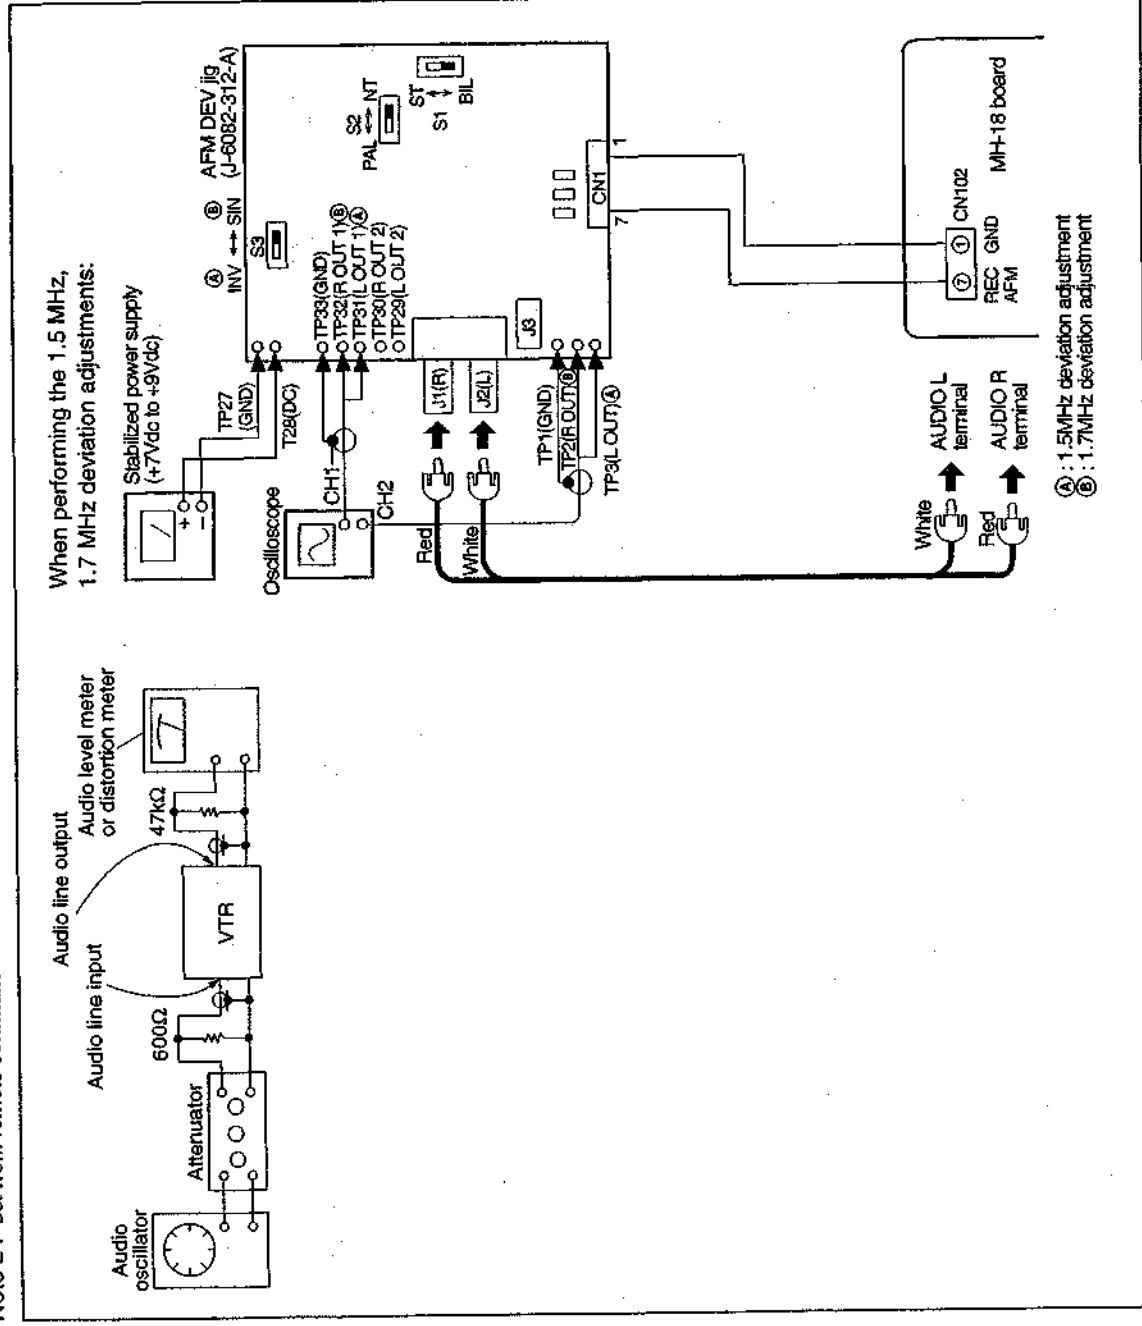 Audio line output
Audio line input
Audio level meter
or distortion meter
600Ω
47kΩ
Audio
oscillator
Attenuator
VTR
When performing the 1.5 MHz,
1.7 MHz deviation adjustments:
Stabilized power supply
(+7Vdc to +9Vdc)
+
−
TP27
(GND)
T28(DC)
Oscilloscope
CH1
CH2
AFM DEV jig
(J-6082-312-A)
Ⓐ Ⓑ
INV ↔ SIN
S3
S2
PAL ↔ NT
ST
S1
BIL
TP33(GND)
TP32(R OUT 1)Ⓑ
TP31(L OUT 1)Ⓐ
TP30(R OUT 2)
TP29(L OUT 2)
Red
White
J1(R)
J2(L)
J3
TP1(GND)
TP2(R OUT)Ⓑ
TP3(L OUT)Ⓐ
CN1
7
1
White
Red
AUDIO L
terminal
AUDIO R
terminal
⑦ ① CN102
REC
AFM
GND
MH-18 board
Ⓐ : 1.5MHz deviation adjustment
Ⓑ : 1.7MHz deviation adjustment